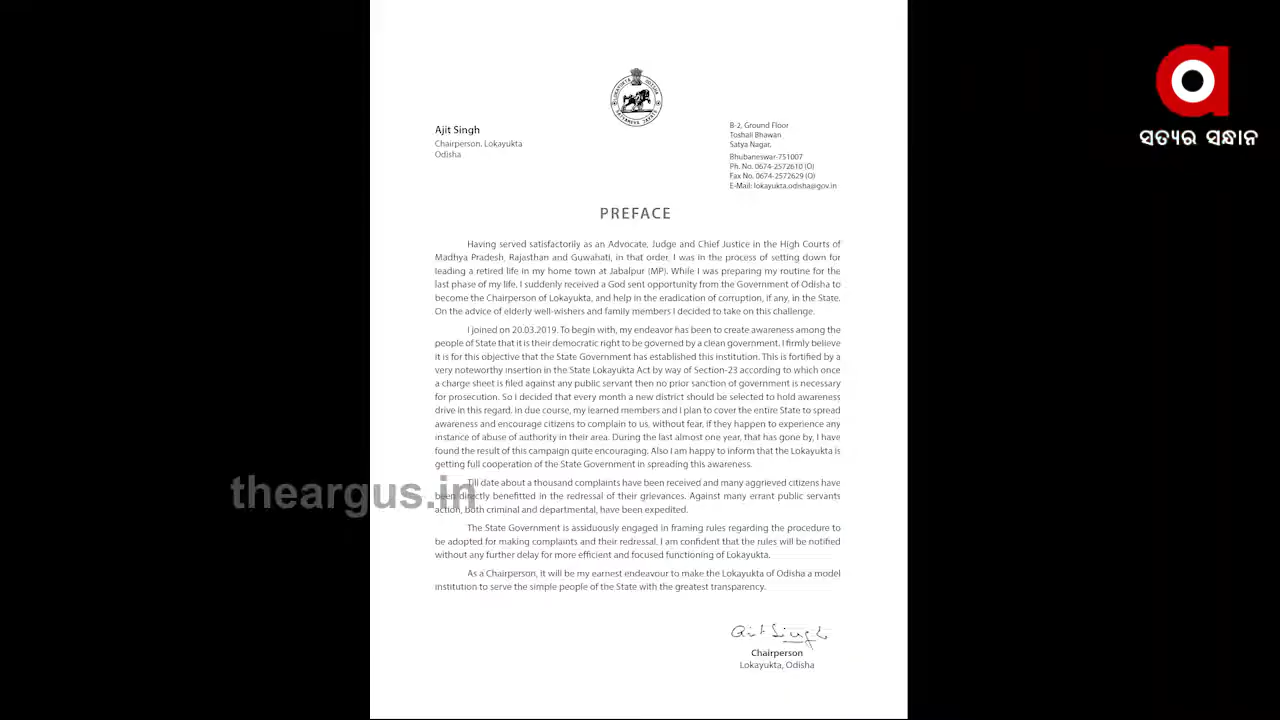 LOKAYUKTA ODISHA
SATYAMEVA JAYATE
Ajit Singh
Chairperson, Lokayukta
Odisha
B-2, Ground Floor
Toshali Bhawan
Satya Nagar,
Bhubaneswar-751007
Ph. No. 0674-2572610 (O)
Fax No. 0674-2572629 (O)
E-Mail: lokayukta.odisha@gov.in
ସତ୍ୟର ସନ୍ଧାନ
PREFACE
Having served satisfactorily as an Advocate, Judge and Chief Justice in the High Courts of
Madhya Pradesh, Rajasthan and Guwahati, in that order, I was in the process of setting down for
leading a retired life in my home town at Jabalpur (MP). While I was preparing my routine for the
last phase of my life, I suddenly received a God sent opportunity from the Government of Odisha to
become the Chairperson of Lokayukta, and help in the eradication of corruption, if any, in the State.
On the advice of elderly well-wishers and family members I decided to take on this challenge.
I joined on 20.03.2019. To begin with, my endeavor has been to create awareness among the
people of State that it is their democratic right to be governed by a clean government. I firmly believe
it is for this objective that the State Government has established this institution. This is fortified by a
very noteworthy insertion in the State Lokayukta Act by way of Section-23 according to which once
a charge sheet is filed against any public servant then no prior sanction of government is necessary
for prosecution. So i decided that every month a new district should be selected to hold awareness
drive in this regard. In due course, my learned members and I plan to cover the entire State to spread
awareness and encourage citizens to complain to us, without fear, if they happen to experience any
instance of abuse of authority in their area. During the last almost one year, that has gone by, I have
found the result of this campaign quite encouraging. Also I am happy to inform that the Lokayukta is
getting full cooperation of the State Government in spreading this awareness.
Till date about a thousand complaints have been received and many aggrieved citizens have
been directly benefitted in the redressal of their grievances. Against many errant public servants
action, both criminal and departmental, have been expedited.
theargus.in
The State Government is assiduously engaged in framing rules regarding the procedure to
be adopted for making complaints and their redressal. I am confident that the rules will be notified
without any further delay for more efficient and focused functioning of Lokayukta.
As a Chairperson, it will be my earnest endeavour to make the Lokayukta of Odisha a model
institution to serve the simple people of the State with the greatest transparency.
Ajit Singh
Chairperson
Lokayukta, Odisha